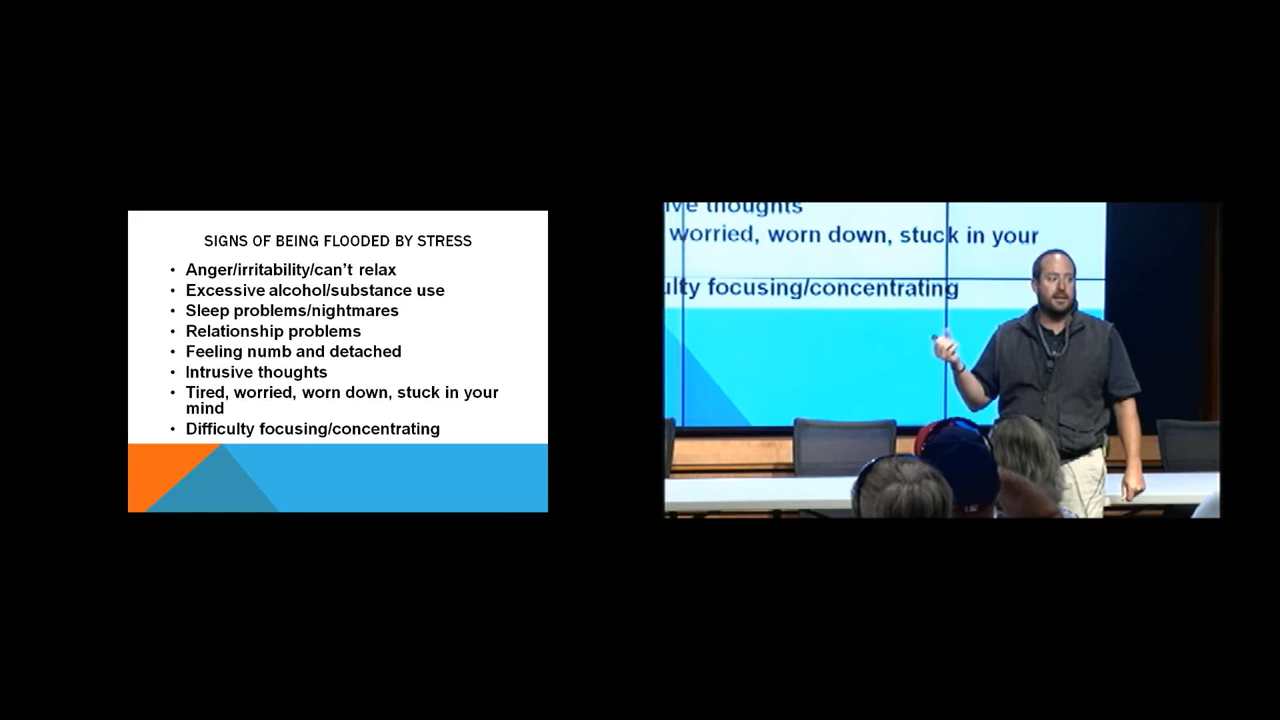 SIGNS OF BEING FLOODED BY STRESS
• Anger/irritability/can't relax
• Excessive alcohol/substance use
• Sleep problems/nightmares
• Relationship problems
• Feeling numb and detached
• Intrusive thoughts
• Tired, worried, worn down, stuck in your
mind
• Difficulty focusing/concentrating
ive thoughts
worried, worn down, stuck in your
ulty focusing/concentrating